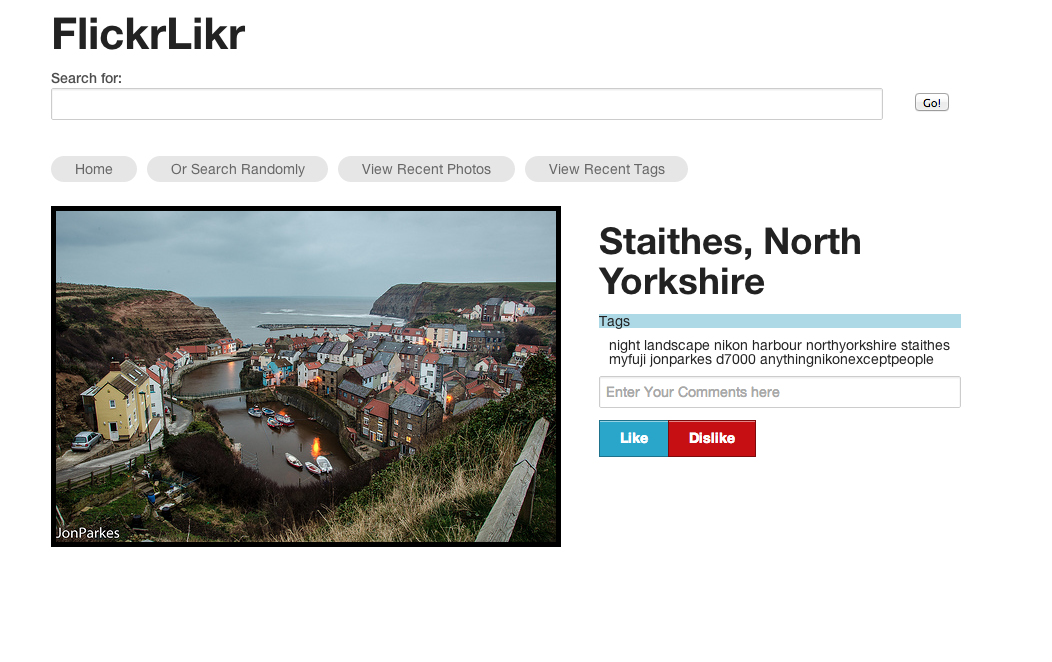 FlickrLikr
Search for:
Go!
Home
Or Search Randomly
View Recent Photos
View Recent Tags
JonParkes
Staithes, North
Yorkshire
Tags
night landscape nikon harbour northyorkshire staithes
myfuji jonparkes d7000 anythingnikonexceptpeople
Enter Your Comments here
Like
Dislike